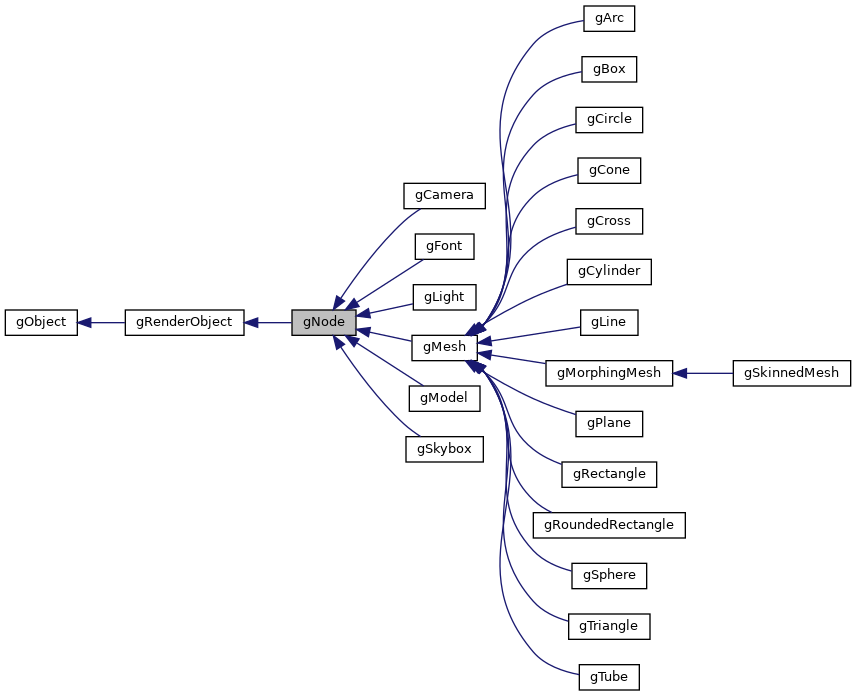 gObject
gRenderObject
gNode
gCamera
gFont
gLight
gMesh
gModel
gSkybox
gArc
gBox
gCircle
gCone
gCross
gCylinder
gLine
gMorphingMesh
gSkinnedMesh
gPlane
gRectangle
gRoundedRectangle
gSphere
gTriangle
gTube